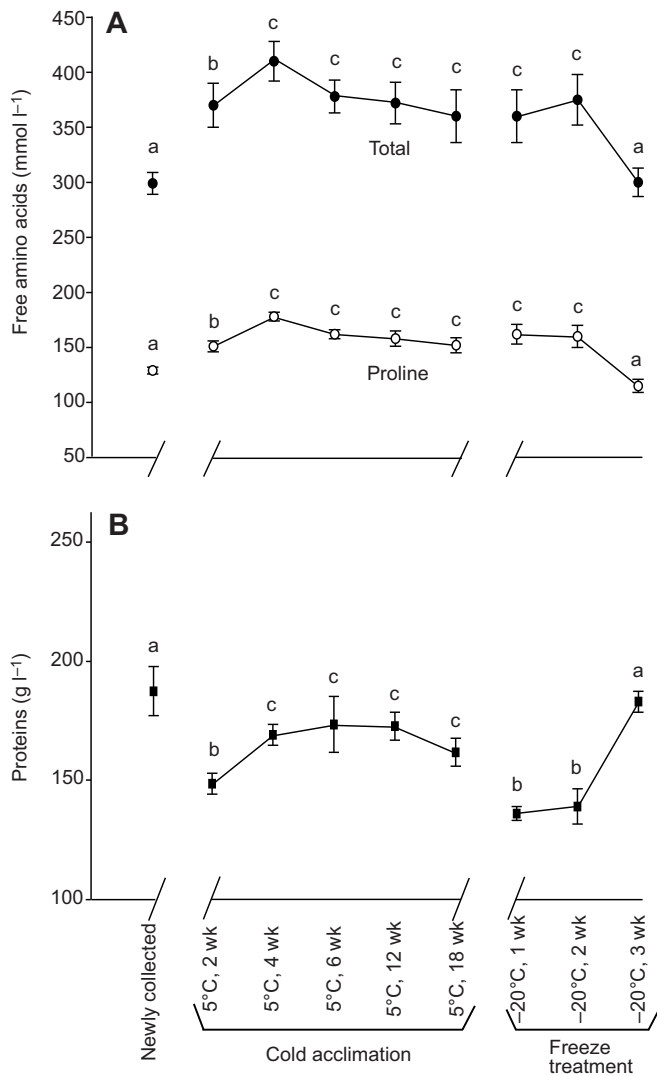 A
Free amino acids (mmol l⁻¹)
450
400
350
300
250
200
150
100
50
a
b
c
c
c
c
c
c
a
Total
a
b
c
c
c
c
c
c
a
Proline
B
Proteins (g l⁻¹)
250
200
150
100
a
b
c
c
c
c
b
b
a
Newly collected
5°C, 2 wk
5°C, 4 wk
5°C, 6 wk
5°C, 12 wk
5°C, 18 wk
–20°C, 1 wk
–20°C, 2 wk
–20°C, 3 wk
Cold acclimation
Freeze
treatment